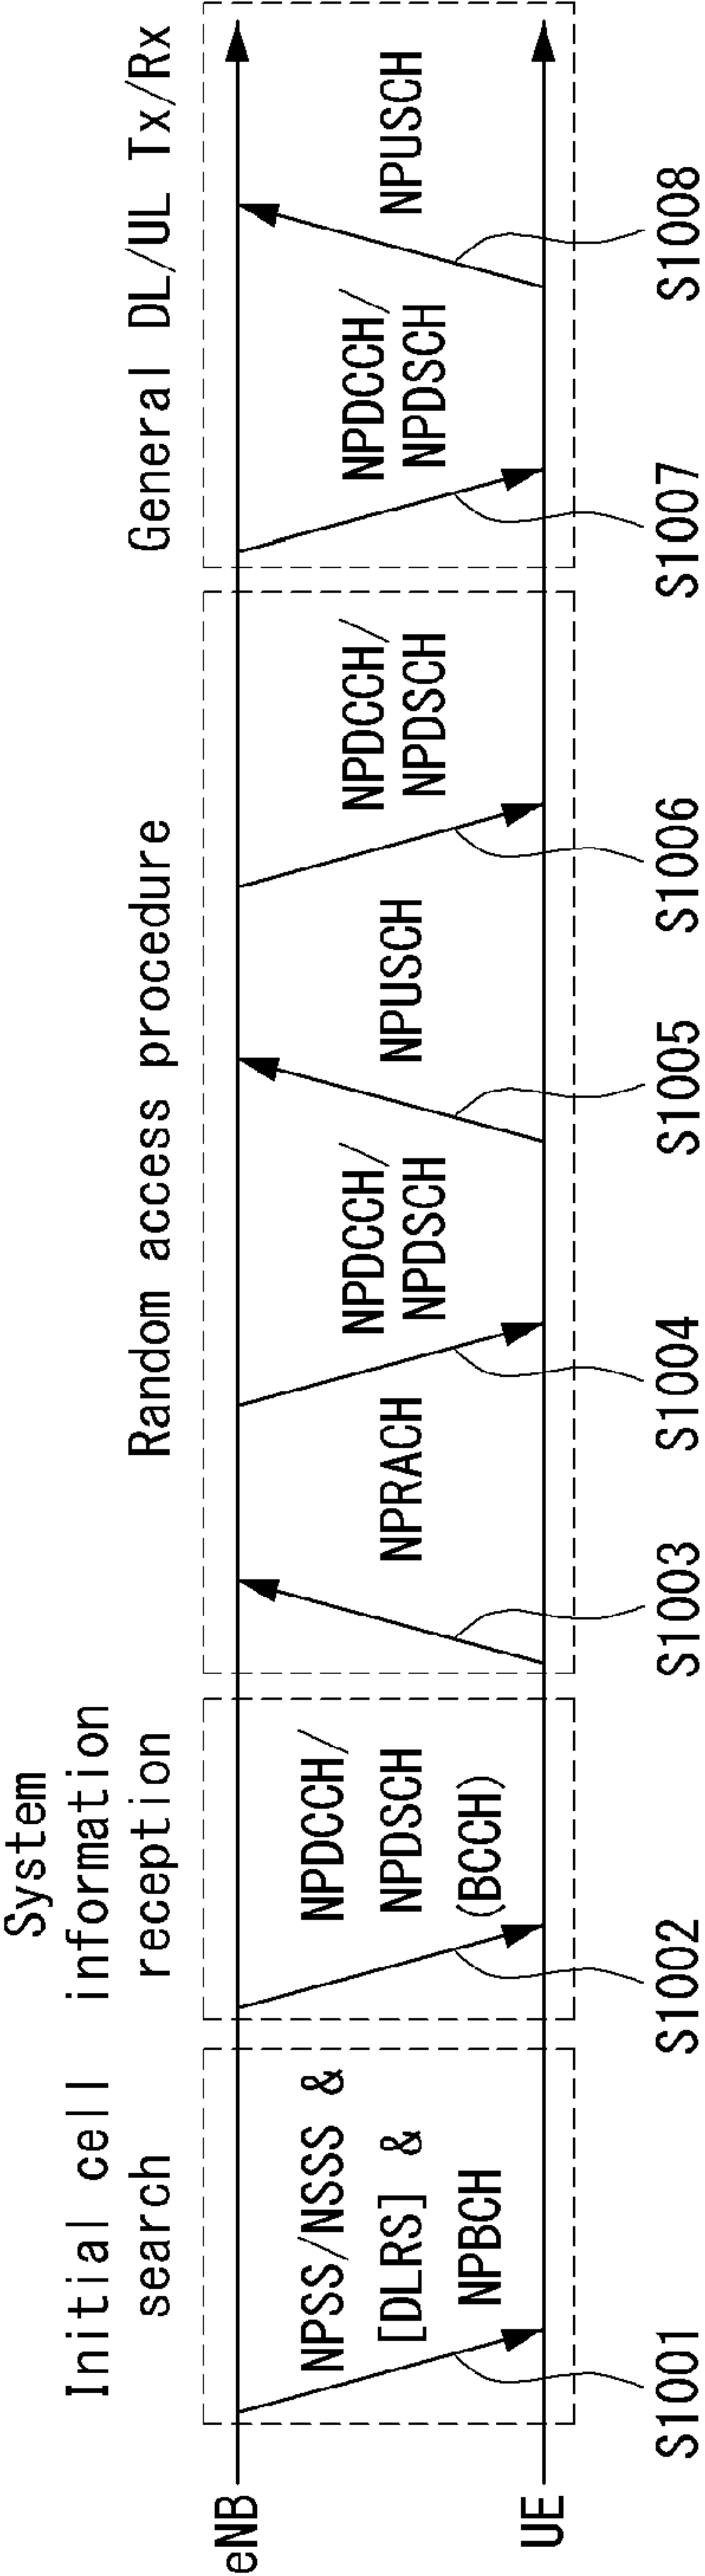 Initial cell
search
System
information
reception
Random access procedure
General DL/UL Tx/Rx
eNB
NPSS/NSSS &
[DLRS] &
NPBCH
NPDCCH/
NPDSCH
(BCCH)
NPRACH
NPDCCH/
NPDSCH
NPUSCH
NPDCCH/
NPDSCH
NPDCCH/
NPDSCH
NPUSCH
UE
S1001
S1002
S1003
S1004
S1005
S1006
S1007
S1008